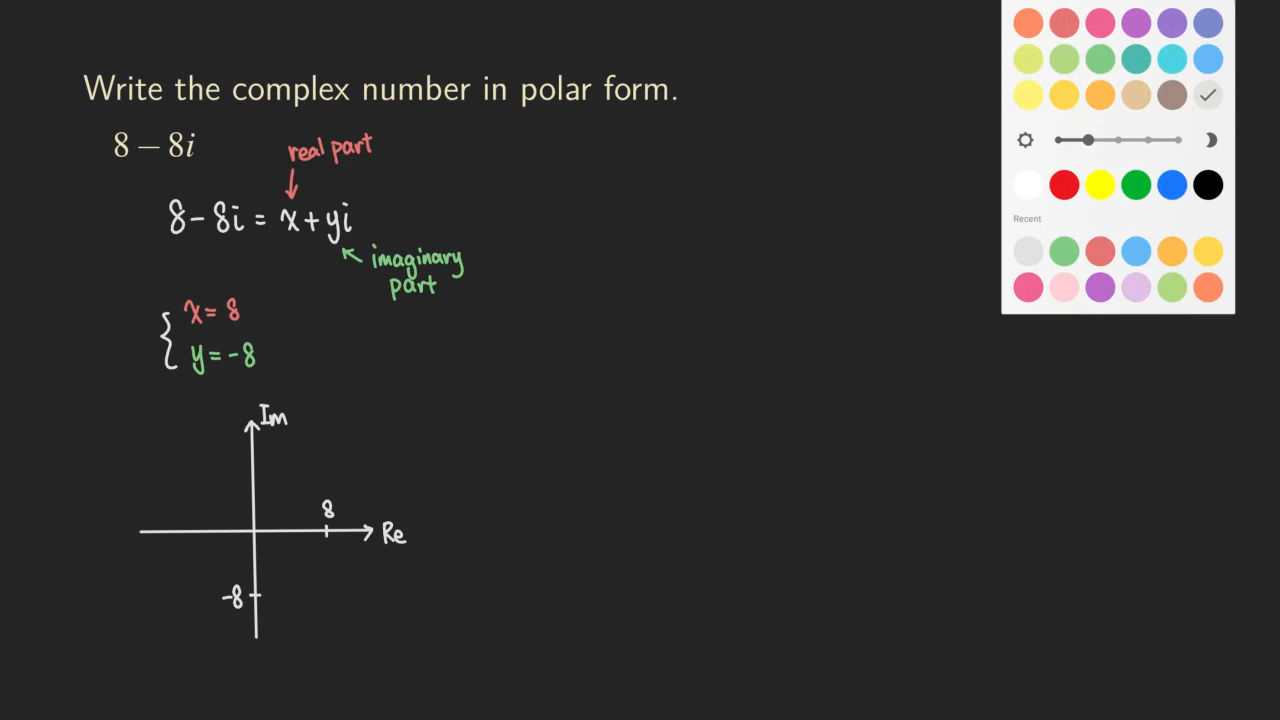 Write the complex number in polar form.
8 – 8i
real part
8 - 8i = x + yi
imaginary
part
x = 8
y = -8
Im
8
Re
-8
Recent